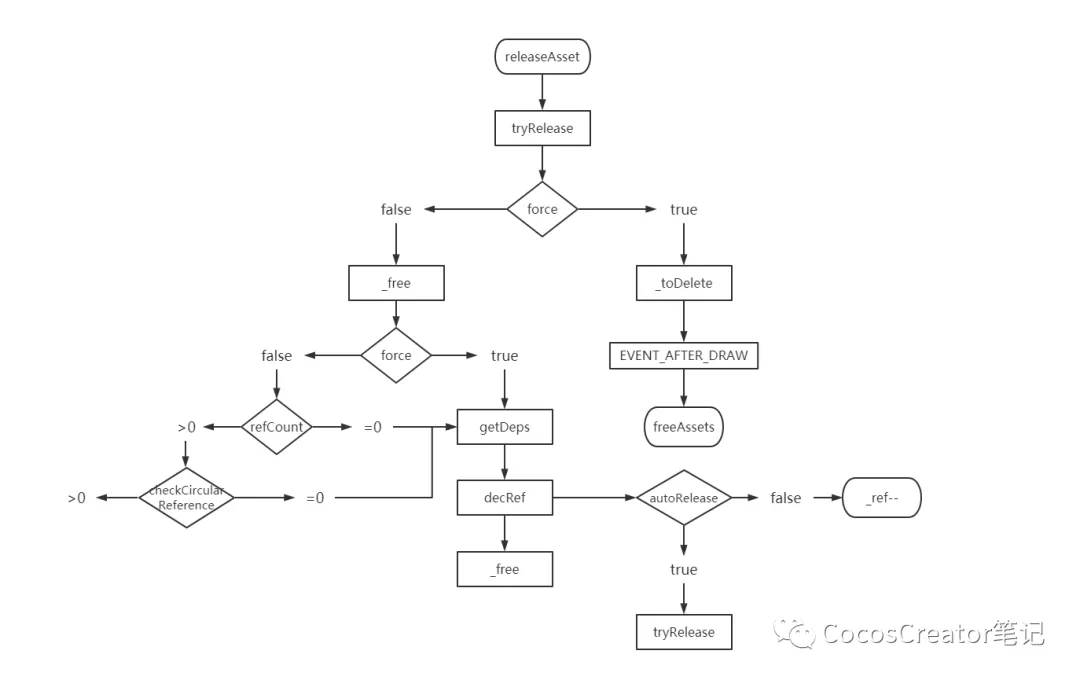 releaseAsset
tryRelease
false
force
true
_free
_toDelete
false
force
true
EVENT_AFTER_DRAW
>0
refCount
=0
getDeps
freeAssets
>0
checkCircular
Reference
=0
decRef
autoRelease
false
_ref--
_free
true
tryRelease
CocosCreator笔记